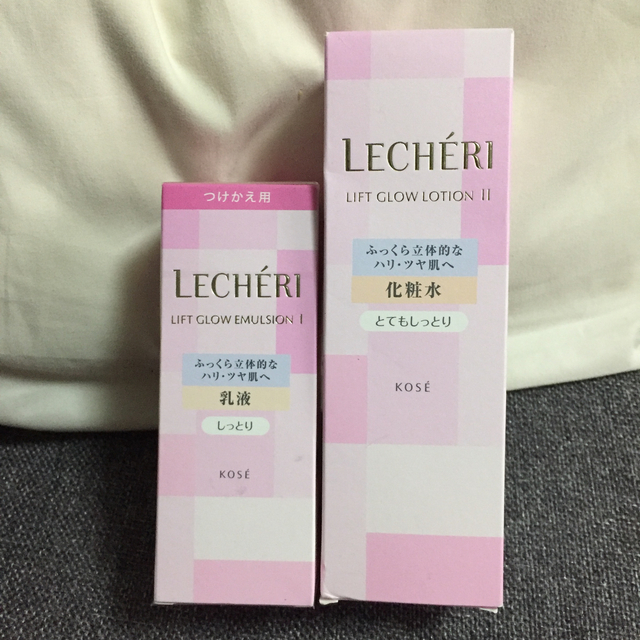 つけかえ用
LECHÉRI
LIFT GLOW EMULSION I
ふっくら立体的な
ハリ・ツヤ肌へ
乳液
しっとり
KOSÉ
LECHÉRI
LIFT GLOW LOTION II
ふっくら立体的な
ハリ・ツヤ肌へ
化粧水
とてもしっとり
KOSÉ